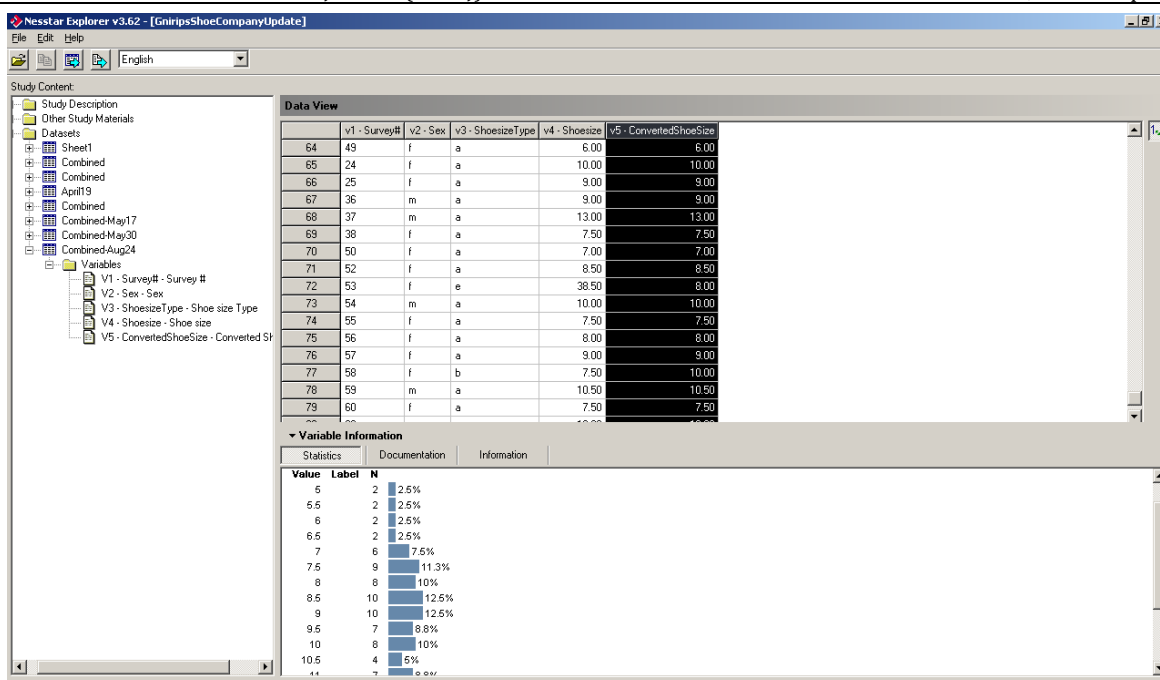 Nesstar Explorer v3.62 - [GniripsShoeCompanyUpdate]
File Edit Help
English
Study Content:
Study Description
Other Study Materials
Datasets
Sheet1
Combined
Combined
April19
Combined
Combined-May17
Combined-May30
Combined-Aug24
Variables
V1 - Survey# - Survey #
V2 - Sex - Sex
V3 - ShoesizeType - Shoe size Type
V4 - Shoesize - Shoe size
V5 - ConvertedShoeSize - Converted Sh
Data View
v1 - Survey# v2 - Sex v3 - ShoesizeType v4 - Shoesize v5 - ConvertedShoeSize
64 49 f a 6.00 6.00
65 24 f a 10.00 10.00
66 25 f a 9.00 9.00
67 36 m a 9.00 9.00
68 37 m a 13.00 13.00
69 38 f a 7.50 7.50
70 50 f a 7.00 7.00
71 52 f a 8.50 8.50
72 53 f e 38.50 8.00
73 54 m a 10.00 10.00
74 55 f a 7.50 7.50
75 56 f a 8.00 8.00
76 57 f a 9.00 9.00
77 58 f b 7.50 10.00
78 59 m a 10.50 10.50
79 60 f a 7.50 7.50
Variable Information
Statistics Documentation Information
Value Label N
5 2 2.5%
5.5 2 2.5%
6 2 2.5%
6.5 2 2.5%
7 6 7.5%
7.5 9 11.3%
8 8 10%
8.5 10 12.5%
9 10 12.5%
9.5 7 8.8%
10 8 10%
10.5 4 5%
11 7 8.8%